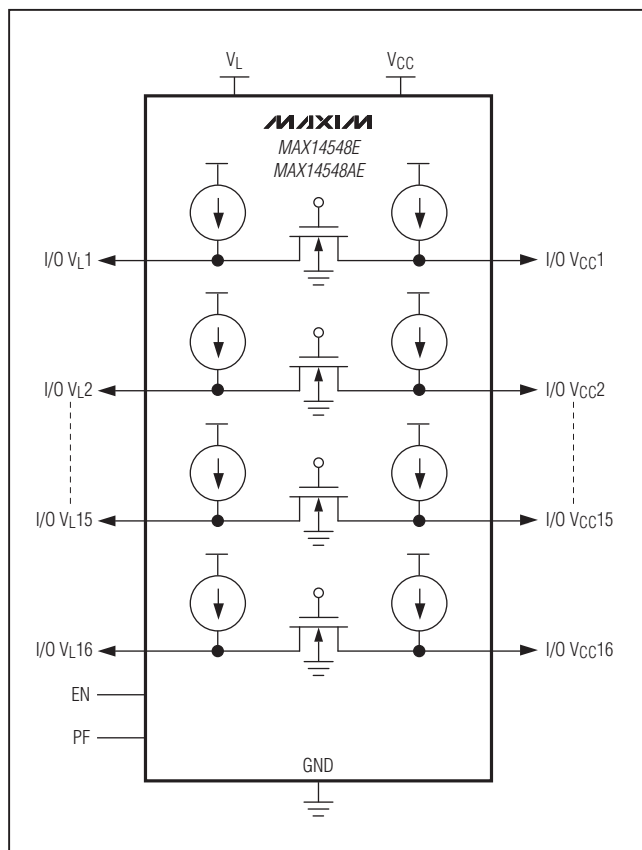 VL VCC
MAXIM
MAX14548E
MAX14548AE
I/O VL1 I/O VCC1
I/O VL2 I/O VCC2
I/O VL15 I/O VCC15
I/O VL16 I/O VCC16
EN
PF
GND